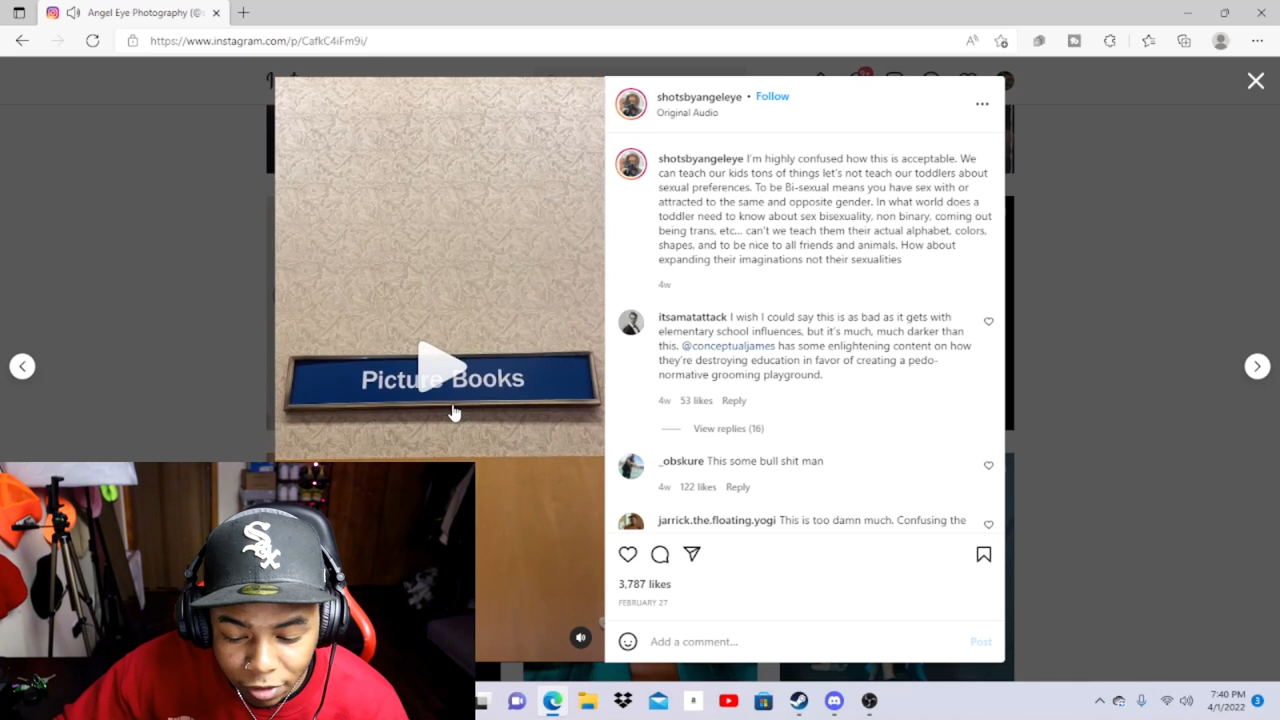 Angel Eye Photography (@
https://www.instagram.com/p/CafkC4iFm9i/
shotsbyangeleye • Follow
Original Audio
shotsbyangeleye I'm highly confused how this is acceptable. We
can teach our kids tons of things let's not teach our toddlers about
sexual preferences. To be Bi-sexual means you have sex with or
attracted to the same and opposite gender. In what world does a
toddler need to know about sex bisexuality, non binary, coming out
being trans, etc... can't we teach them their actual alphabet, colors,
shapes, and to be nice to all friends and animals. How about
expanding their imaginations not their sexualities
4w
itsamatattack I wish I could say this is as bad as it gets with
elementary school influences, but it's much, much darker than
this. @conceptualjames has some enlightening content on how
they're destroying education in favor of creating a pedo-
normative grooming playground.
4w 53 likes Reply
View replies (16)
Picture Books
_obskure This some bull shit man
4w 122 likes Reply
jarrick.the.floating.yogi This is too damn much. Confusing the
3,787 likes
FEBRUARY 27
Add a comment... Post
Sox
7:40 PM
4/1/2022
3